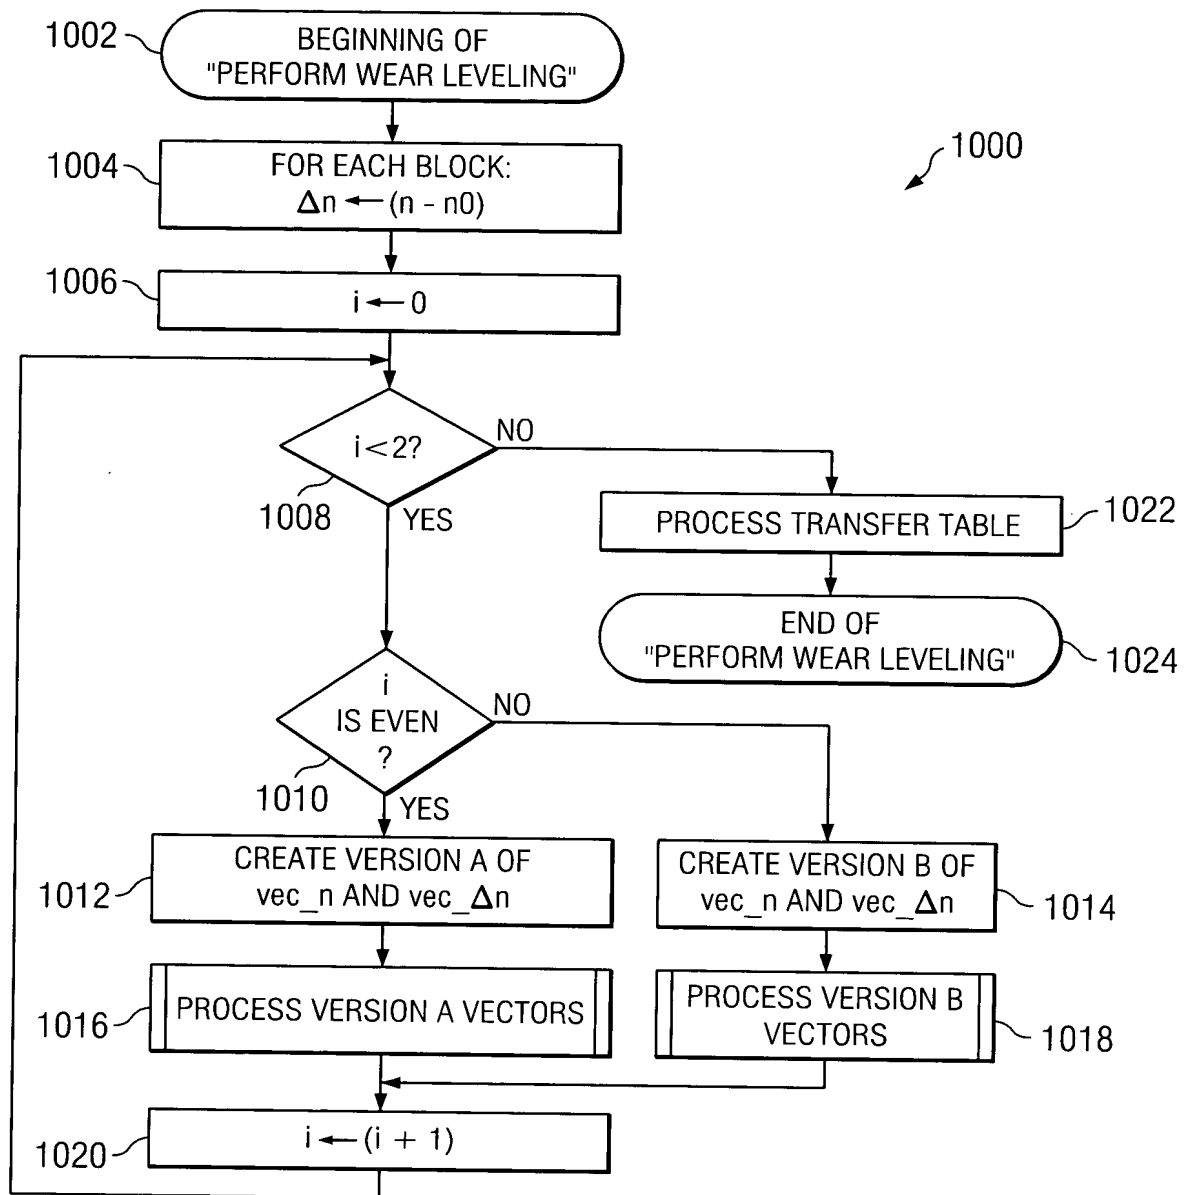 1002
BEGINNING OF
"PERFORM WEAR LEVELING"
1000
1004
FOR EACH BLOCK:
Δn ← (n - n0)
1006
i ← 0
i < 2?
NO
1008
YES
PROCESS TRANSFER TABLE
1022
END OF
"PERFORM WEAR LEVELING"
1024
i
IS EVEN
?
NO
1010
YES
1012
CREATE VERSION A OF
vec_n AND vec_Δn
CREATE VERSION B OF
vec_n AND vec_Δn
1014
1016
PROCESS VERSION A VECTORS
PROCESS VERSION B
VECTORS
1018
1020
i ← (i + 1)